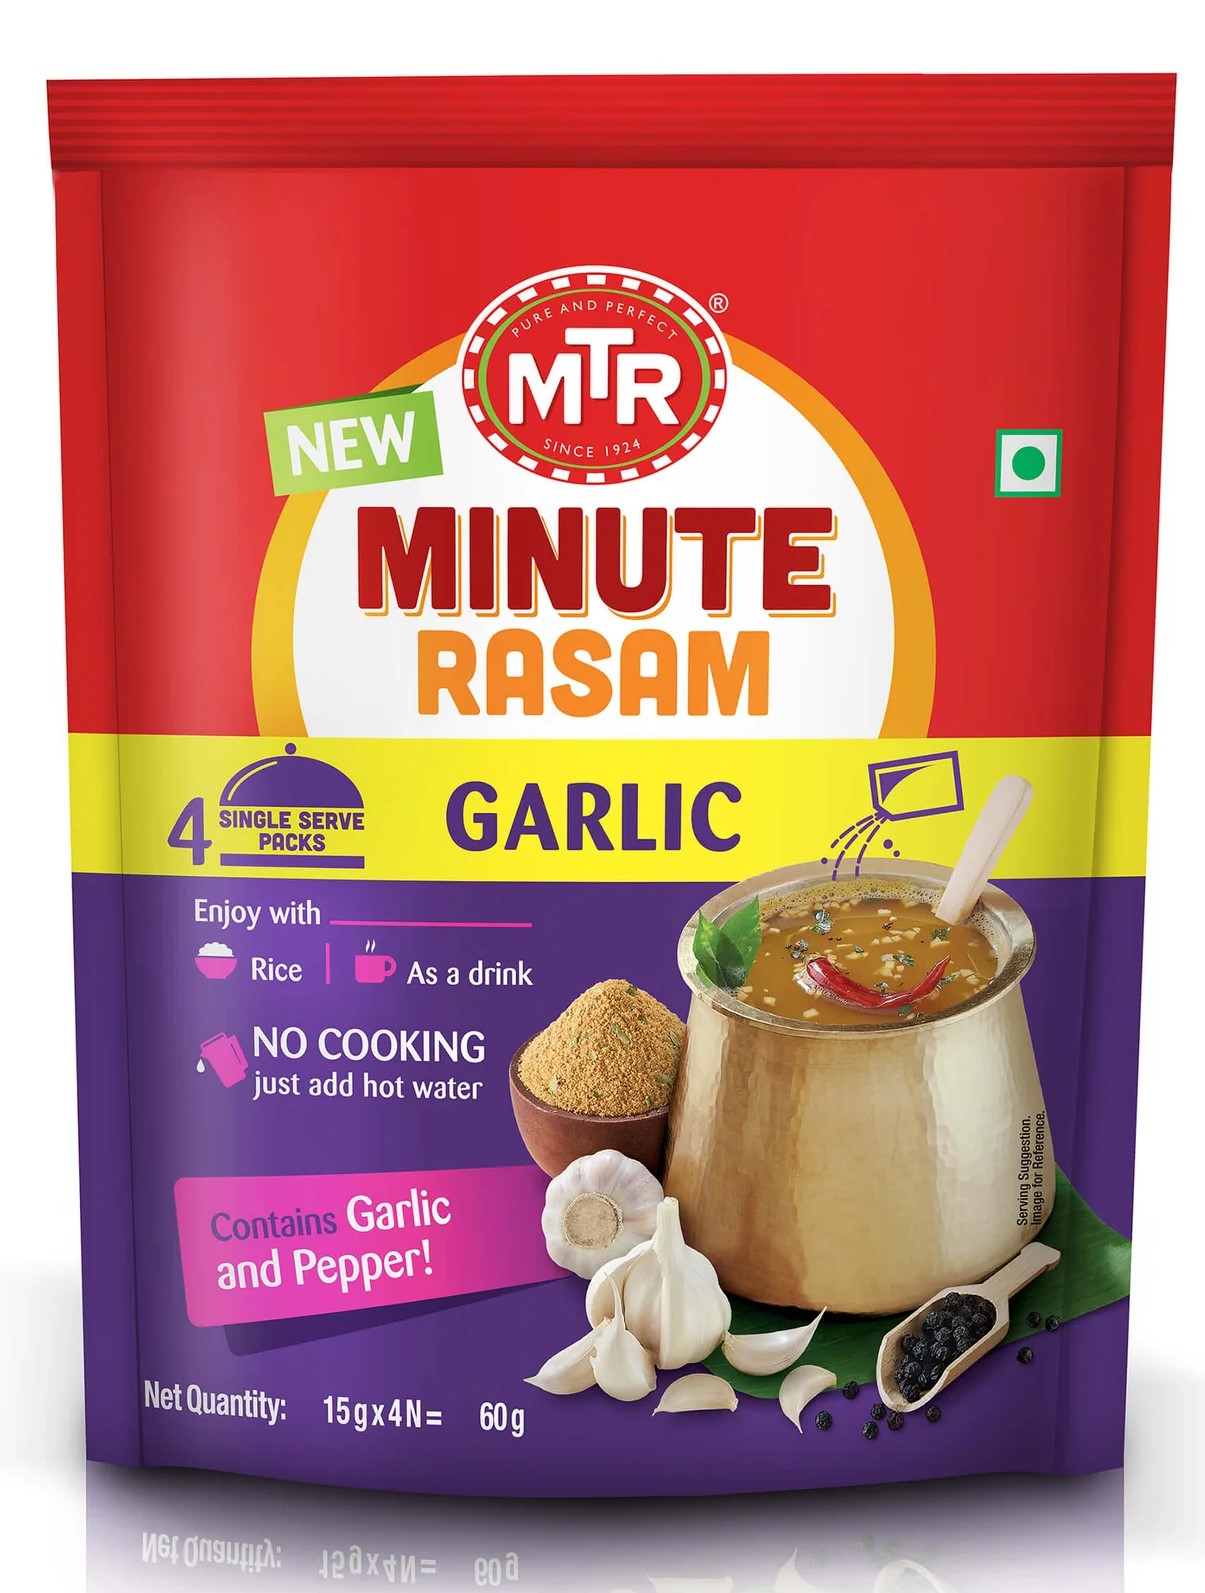 PURE AND PERFECT
MTR
®
SINCE 1924
NEW
MINUTE
RASAM
4 SINGLE SERVE
PACKS
GARLIC
Enjoy with
Rice | As a drink
NO COOKING
just add hot water
Contains Garlic
and Pepper!
Serving Suggestion.
Image for Reference.
Net Quantity: 15g x 4N = 60g